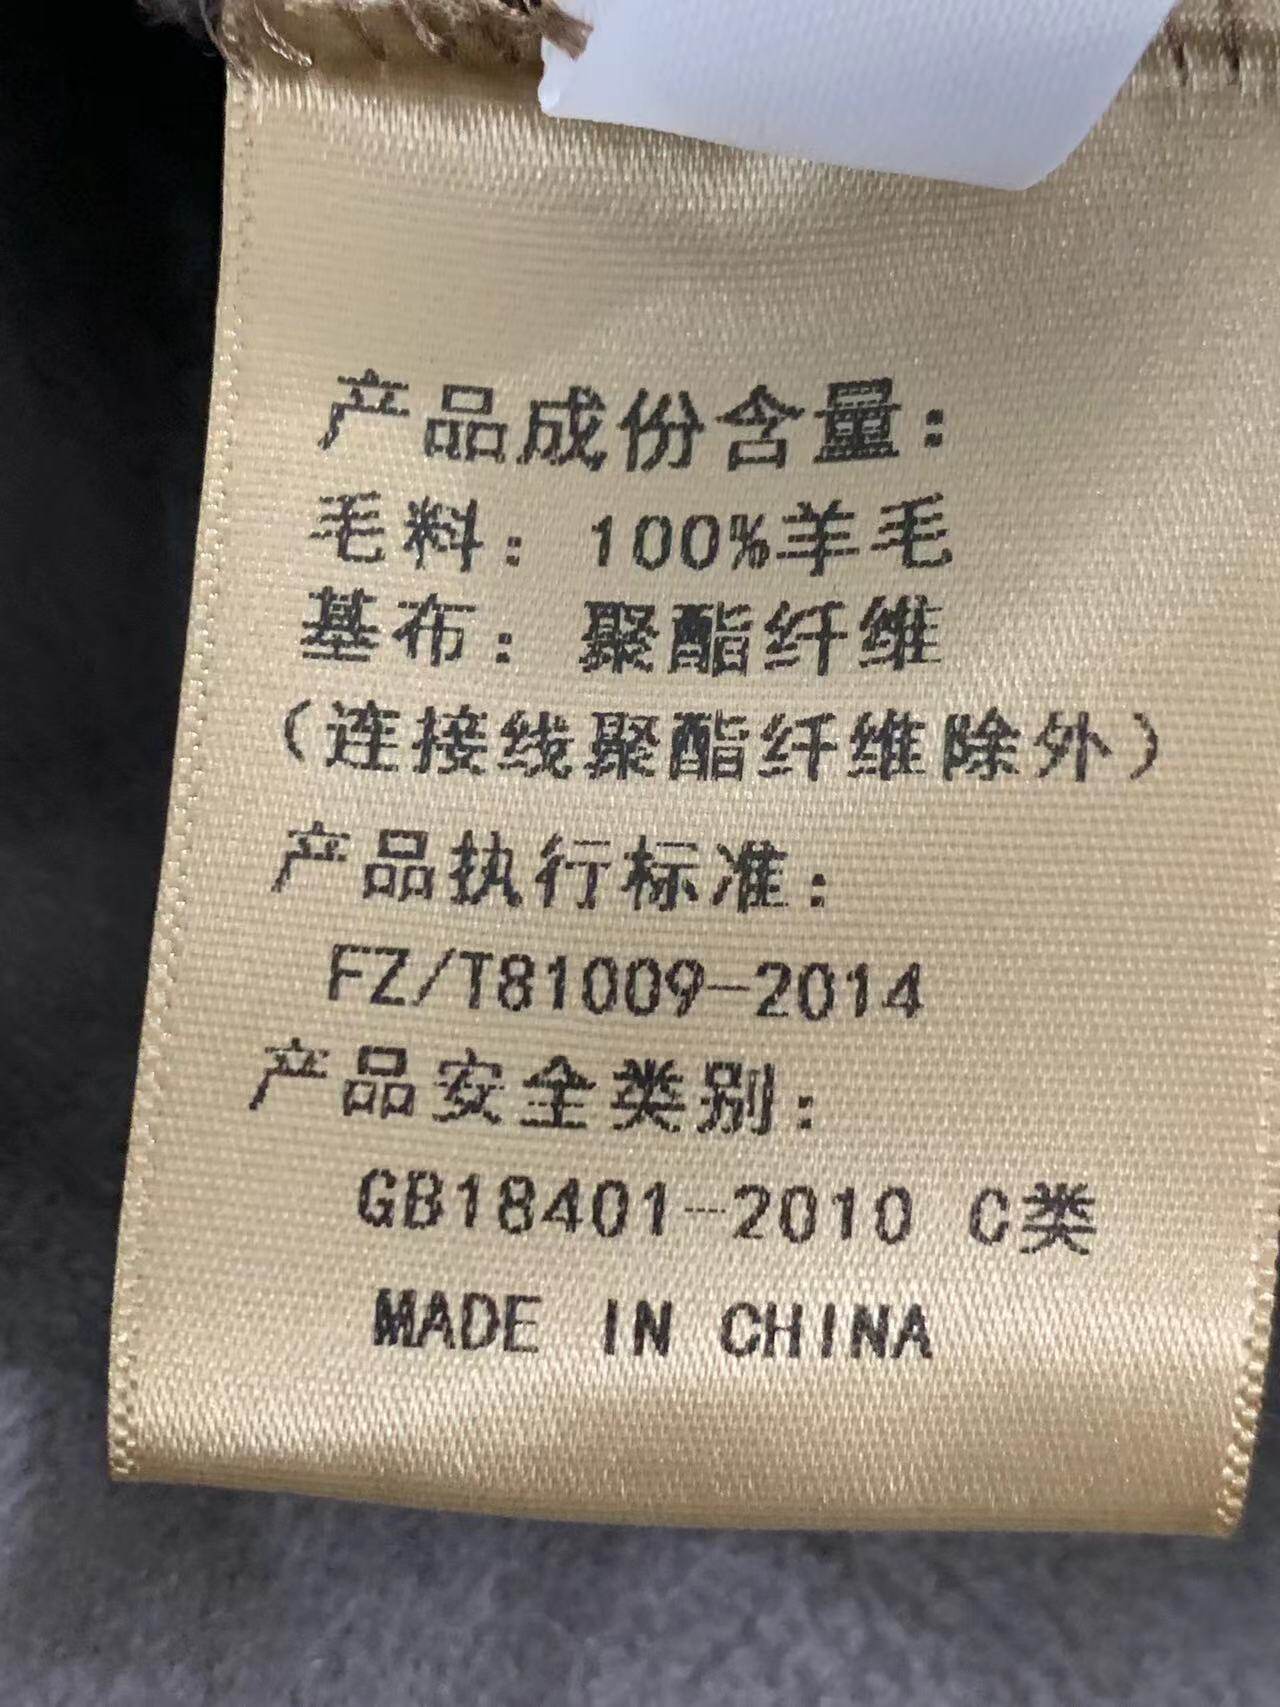 产品成份含量:
毛料: 100%羊毛
基布: 聚酯纤维
(连接线聚酯纤维除外)
产品执行标准:
FZ/T81009-2014
产品安全类别:
GB18401-2010 C类
MADE IN CHINA